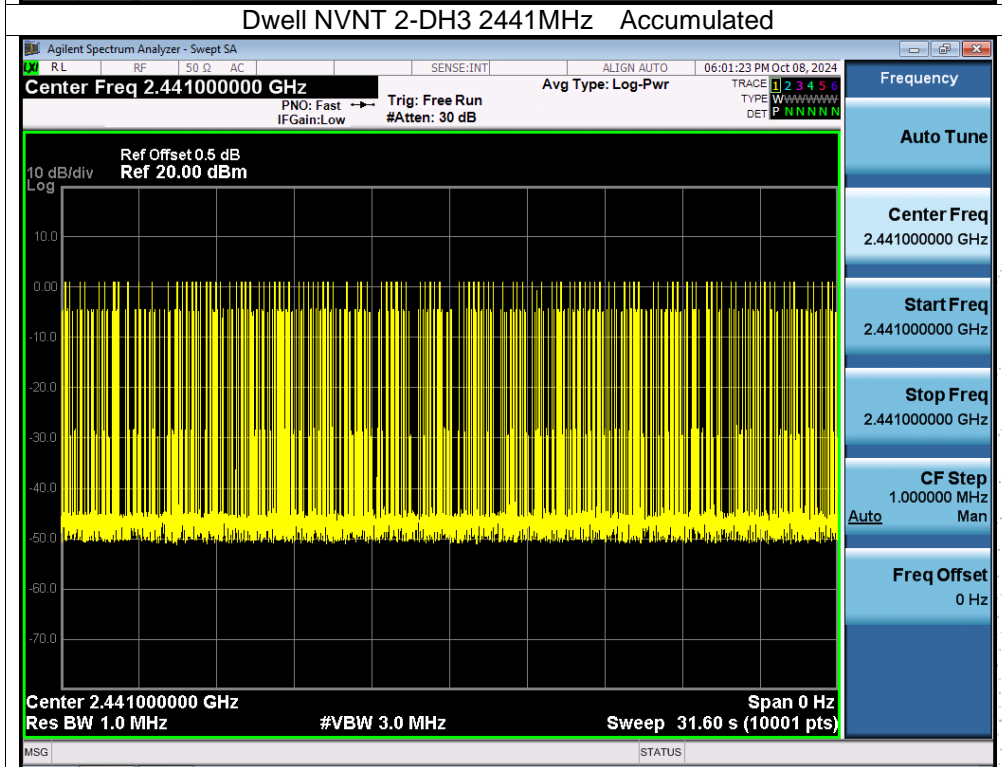 Dwell NVNT 2-DH3 2441MHz Accumulated
Agilent Spectrum Analyzer - Swept SA
LXI RL RF 50 Ω AC SENSE:INT ALIGN AUTO 06:01:23 PM Oct 08, 2024
Center Freq 2.441000000 GHz
PNO: Fast
IFGain:Low
Trig: Free Run
#Atten: 30 dB
Avg Type: Log-Pwr
TRACE 1 2 3 4 5 6
TYPE WWWWWW
DET P N N N N N
Ref Offset 0.5 dB
10 dB/div Ref 20.00 dBm
Log
10.0
0.00
-10.0
-20.0
-30.0
-40.0
-50.0
-60.0
-70.0
Center 2.441000000 GHz Span 0 Hz
Res BW 1.0 MHz #VBW 3.0 MHz Sweep 31.60 s (10001 pts)
MSG STATUS
Frequency
Auto Tune
Center Freq
2.441000000 GHz
Start Freq
2.441000000 GHz
Stop Freq
2.441000000 GHz
CF Step
1.000000 MHz
Auto Man
Freq Offset
0 Hz